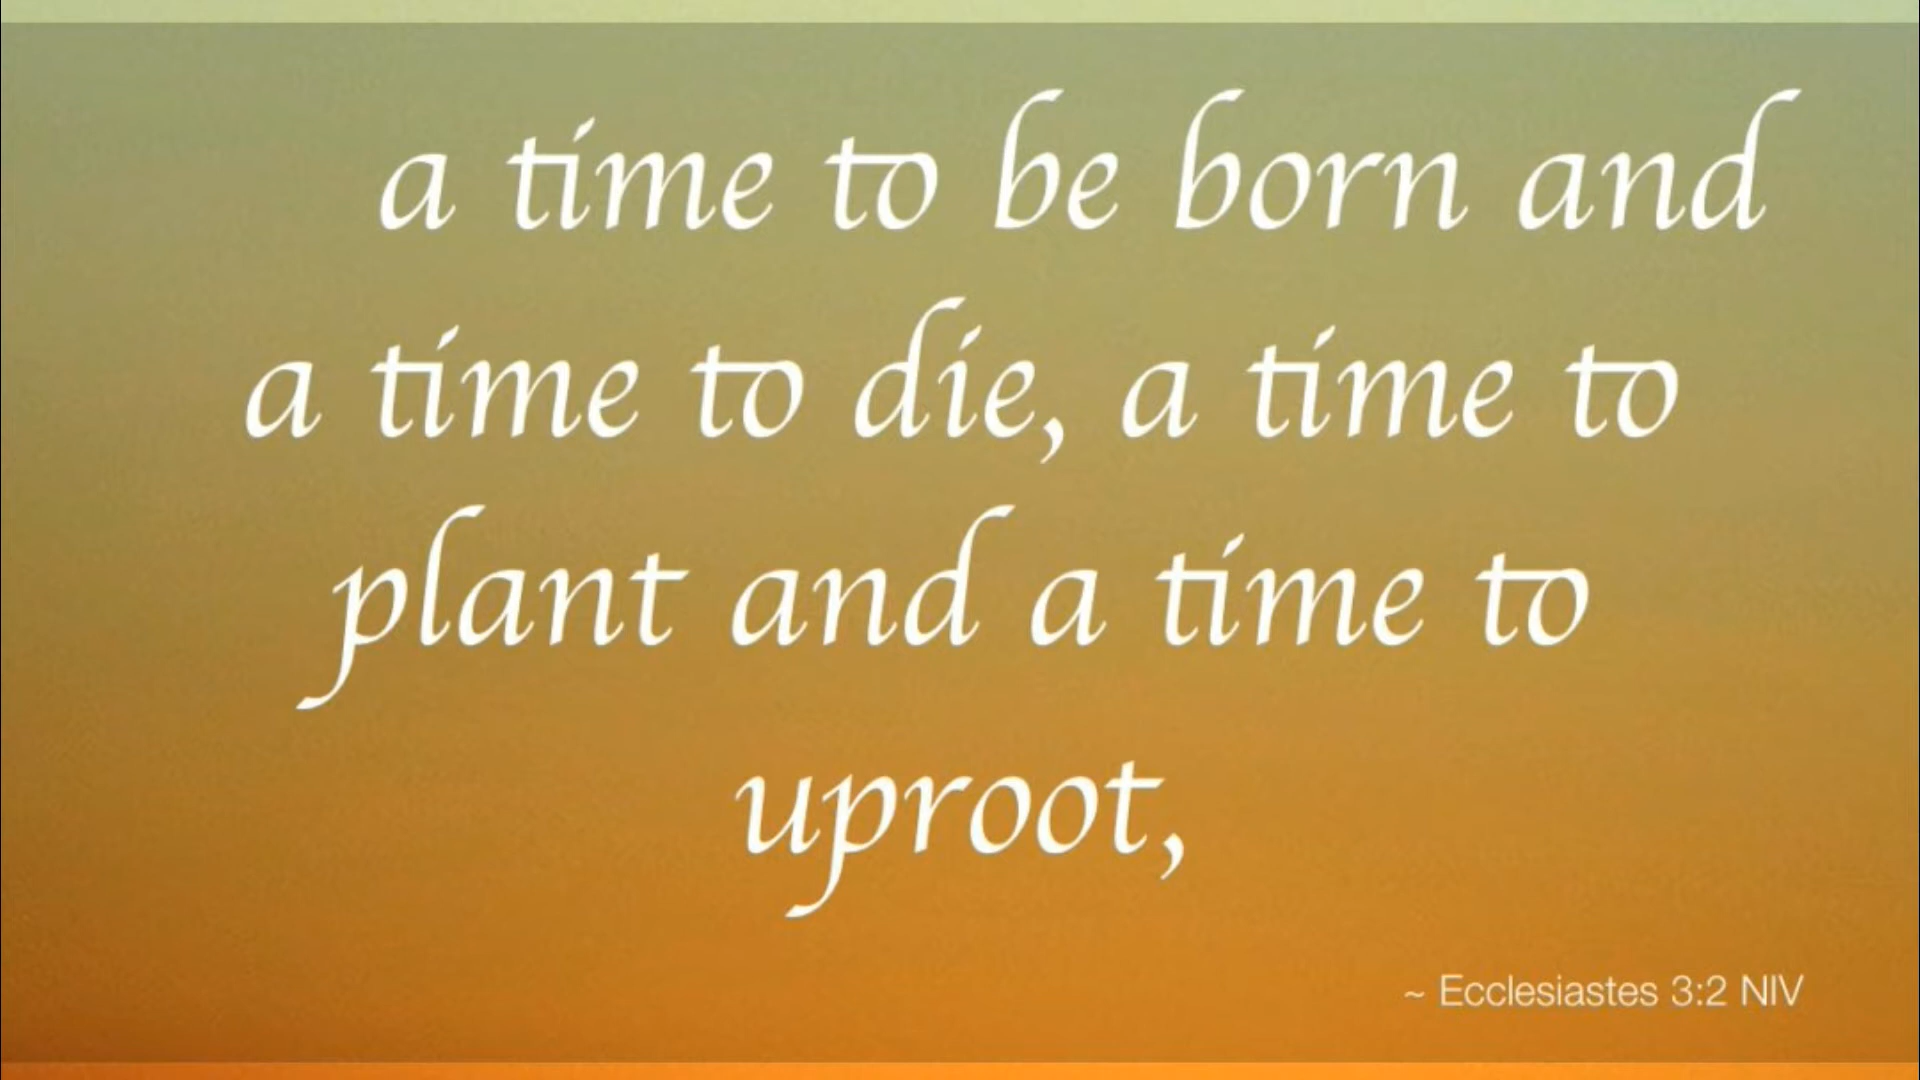 a time to be born and
a time to die, a time to
plant and a time to
uproot,
~ Ecclesiastes 3:2 NIV